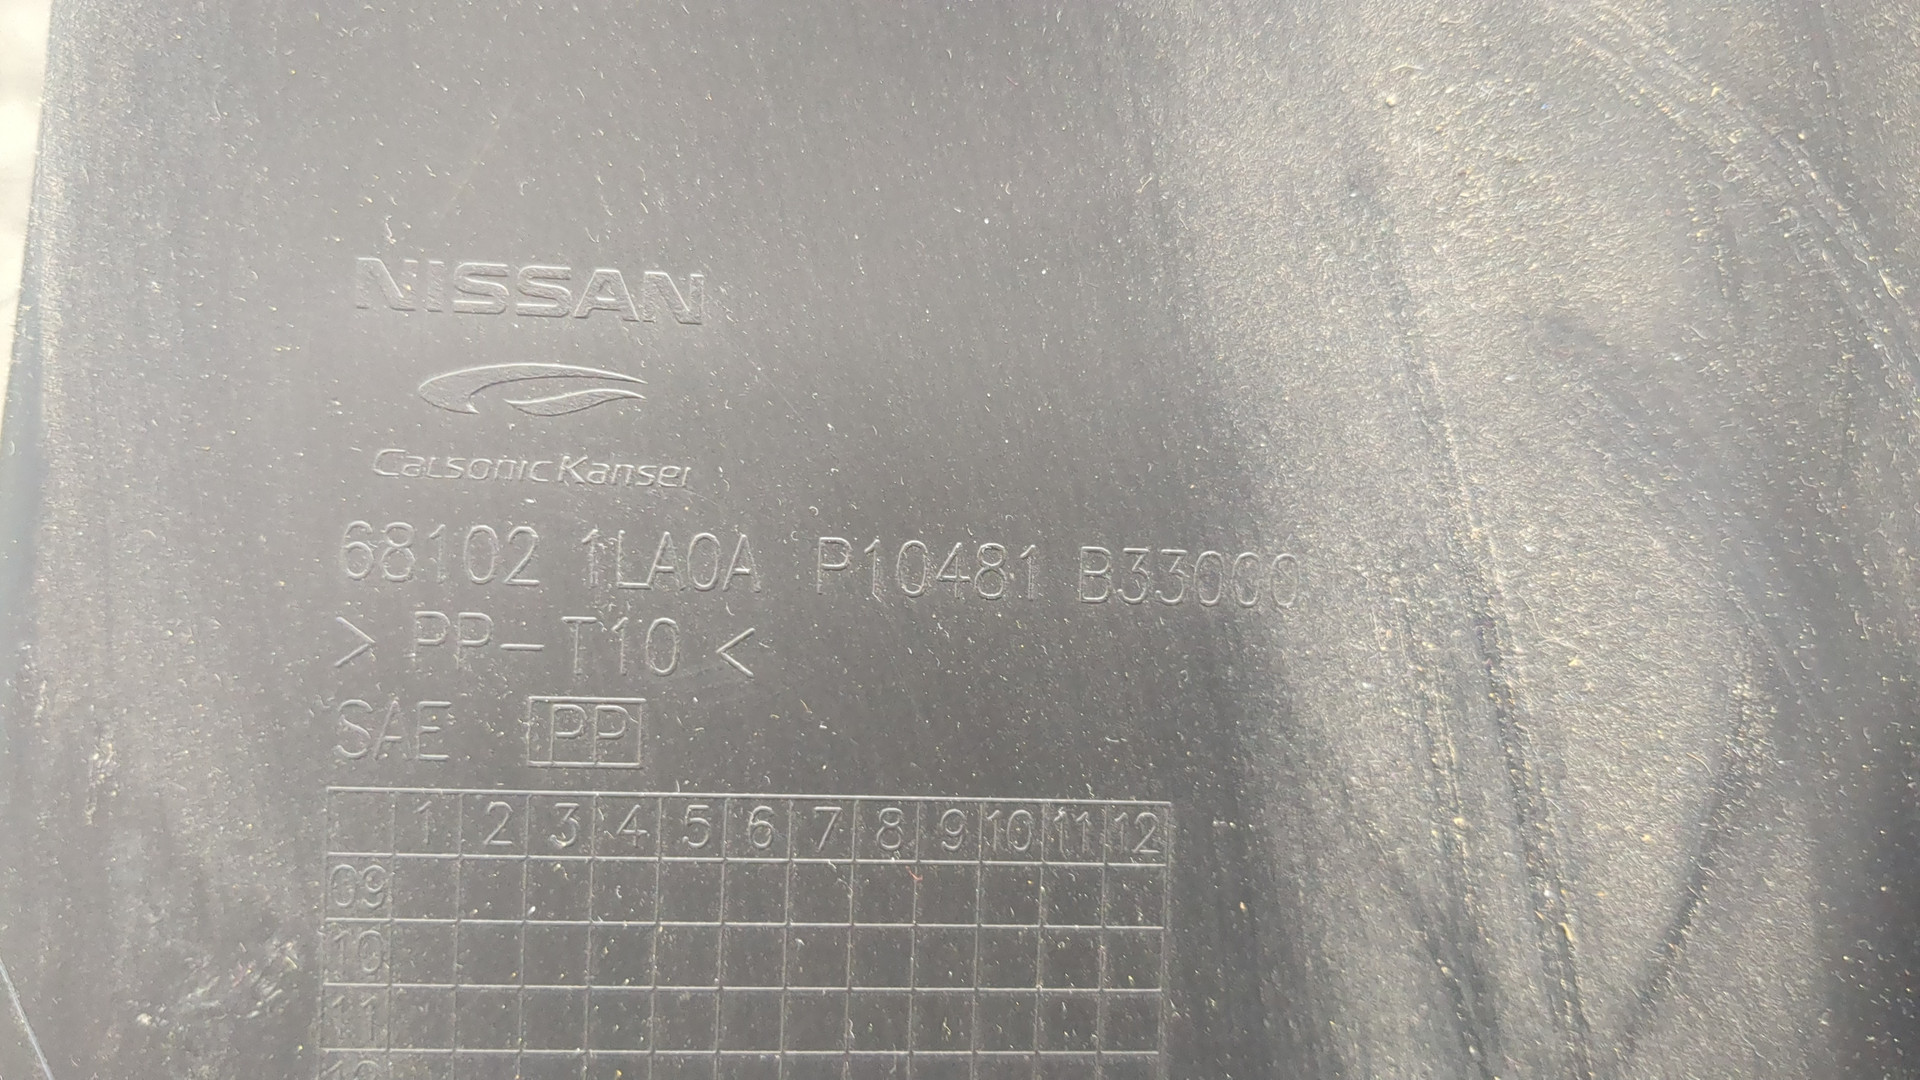 NISSAN
CalsonicKansei
68102 1LA0A P10481 B33000
> PP-T10 <
SAE PP
1 2 3 4 5 6 7 8 9 10 11 12
09
10
11